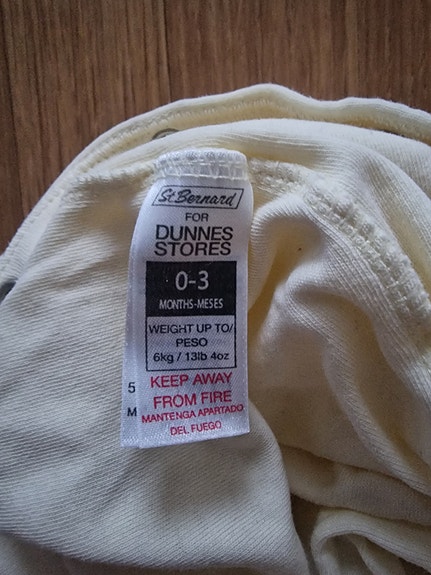 St Bernard
FOR
DUNNES
STORES
0-3
MONTHS-MESES
WEIGHT UP TO/
PESO
6kg / 13lb 4oz
KEEP AWAY
FROM FIRE
MANTENGA APARTADO
DEL FUEGO
5
M